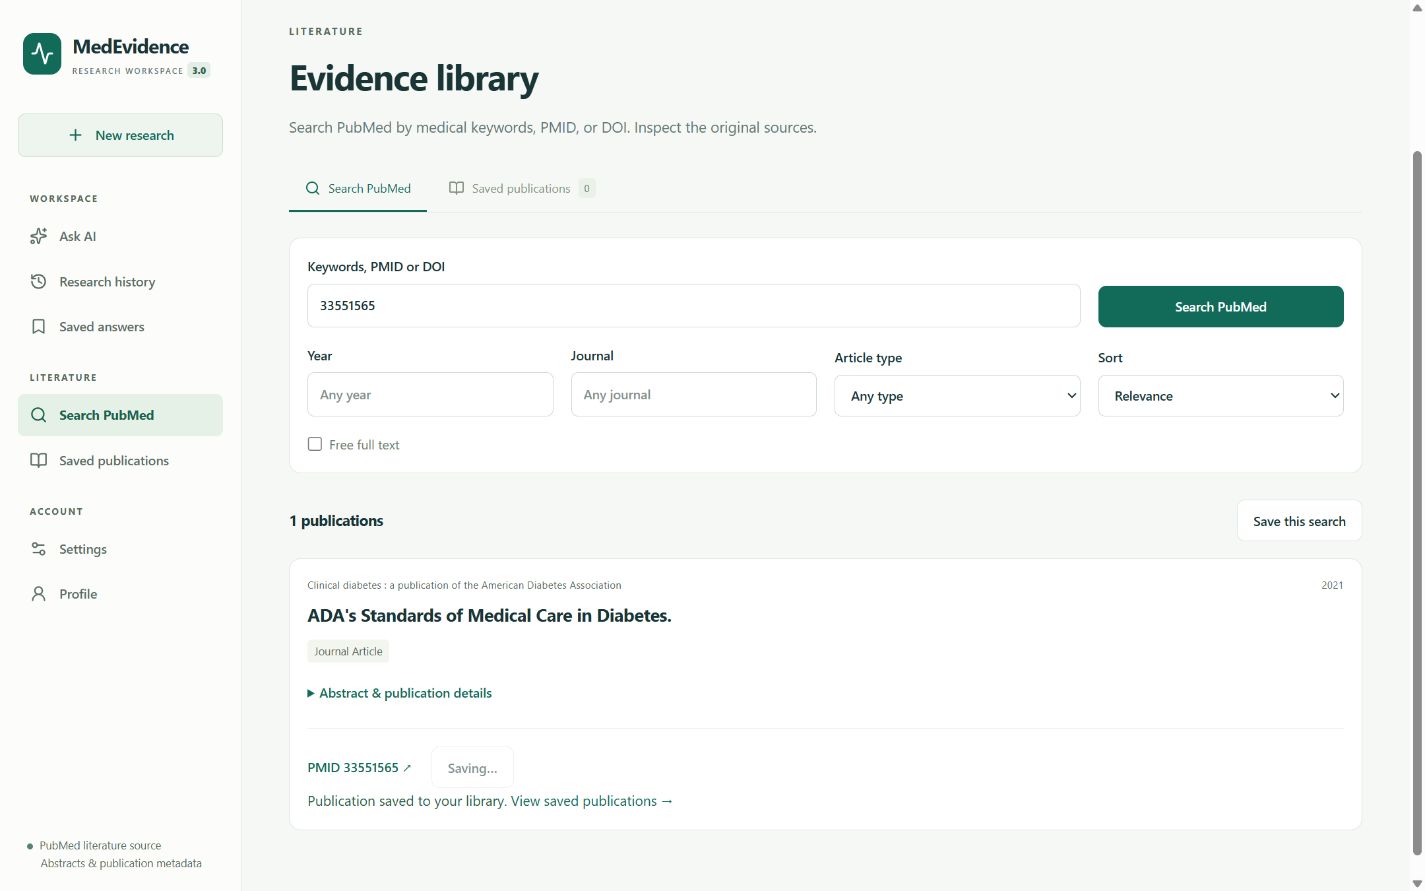 MedEvidence
RESEARCH WORKSPACE 3.0
New research
WORKSPACE
Ask AI
Research history
Saved answers
LITERATURE
Search PubMed
Saved publications
ACCOUNT
Settings
Profile
PubMed literature source
Abstracts & publication metadata
LITERATURE
Evidence library
Search PubMed by medical keywords, PMID, or DOI. Inspect the original sources.
Search PubMed Saved publications 0
Keywords, PMID or DOI
33551565 Search PubMed
Year Journal Article type Sort
Any year Any journal Any type Relevance
Free full text
1 publications Save this search
Clinical diabetes : a publication of the American Diabetes Association 2021
ADA's Standards of Medical Care in Diabetes.
Journal Article
▶ Abstract & publication details
PMID 33551565 ↗ Saving...
Publication saved to your library. View saved publications →